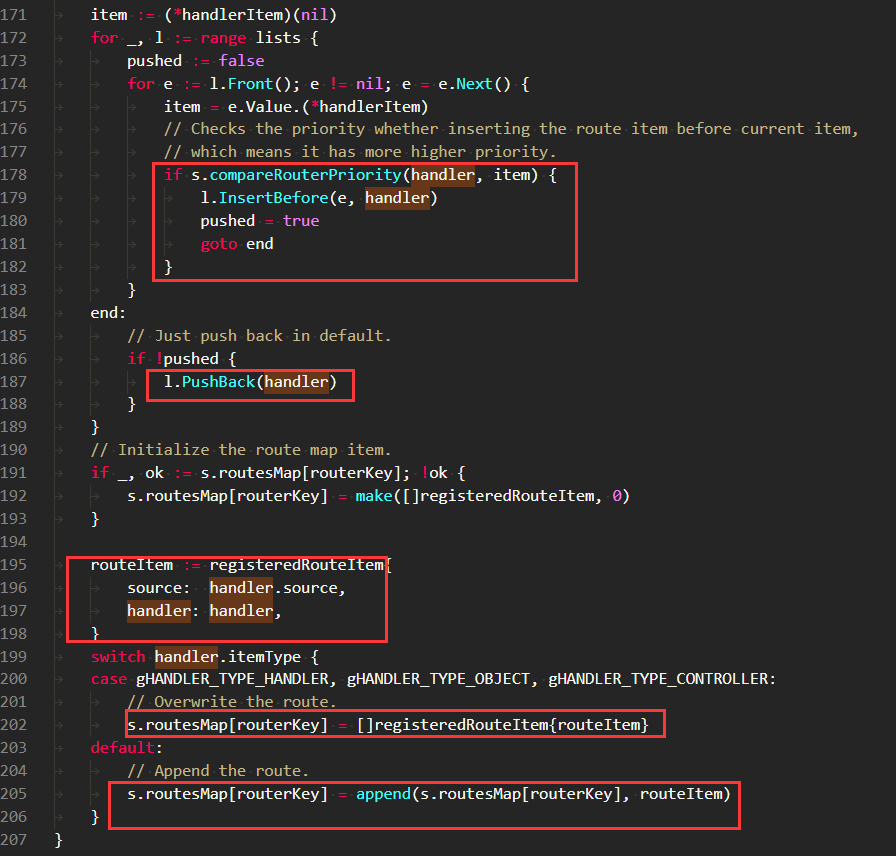 171 item := (*handlerItem)(nil)
172 for _, l := range lists {
173 pushed := false
174 for e := l.Front(); e != nil; e = e.Next() {
175 item = e.Value.(*handlerItem)
176 // Checks the priority whether inserting the route item before current item,
177 // which means it has more higher priority.
178 if s.compareRouterPriority(handler, item) {
179 l.InsertBefore(e, handler)
180 pushed = true
181 goto end
182 }
183 }
184 end:
185 // Just push back in default.
186 if !pushed {
187 l.PushBack(handler)
188 }
189 }
190 // Initialize the route map item.
191 if _, ok := s.routesMap[routerKey]; !ok {
192 s.routesMap[routerKey] = make([]registeredRouteItem, 0)
193 }
194
195 routeItem := registeredRouteItem{
196 source: handler.source,
197 handler: handler,
198 }
199 switch handler.itemType {
200 case gHANDLER_TYPE_HANDLER, gHANDLER_TYPE_OBJECT, gHANDLER_TYPE_CONTROLLER:
201 // Overwrite the route.
202 s.routesMap[routerKey] = []registeredRouteItem{routeItem}
203 default:
204 // Append the route.
205 s.routesMap[routerKey] = append(s.routesMap[routerKey], routeItem)
206 }
207 }